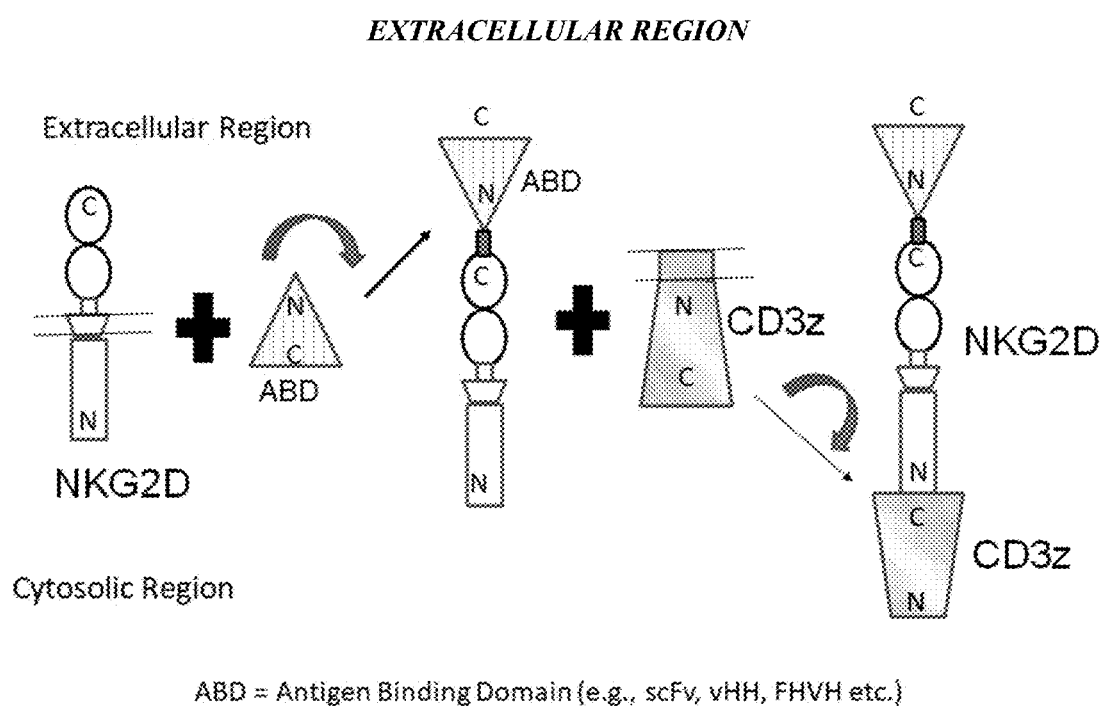 EXTRACELLULAR REGION
Extracellular Region
C
N
NKG2D
N
C
ABD
C
N
ABD
C
N
N
C
CD3z
C
N
C
NKG2D
N
C
N
CD3z
Cytosolic Region
ABD = Antigen Binding Domain (e.g., scFv, vHH, FHVH etc.)